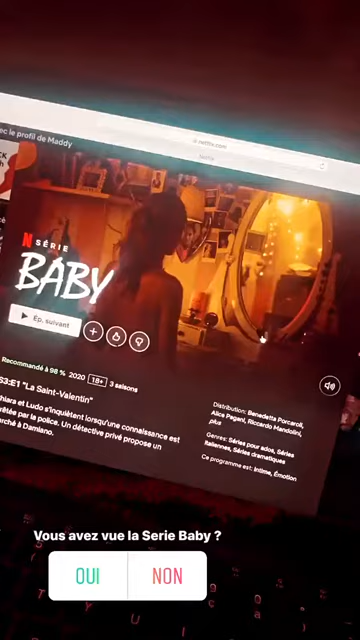 ec le profil de Maddy
netflix.com
Netflix
N SÉRIE
BABY
Ép. suivant
Recommandé à 98 % 2020 18+ 3 saisons
S3:E1 "La Saint-Valentin"
hiara et Ludo s'inquiètent lorsqu'une connaissance est
rêtée par la police. Un détective privé propose un
arché à Damiano.
Distribution: Benedetta Porcaroli,
Alice Pagani, Riccardo Mandolini,
plus
Genres: Séries pour ados, Séries
italiennes, Séries dramatiques
Ce programme est: Intime, Émotion
Vous avez vue la Serie Baby ?
OUI NON
T Y U I